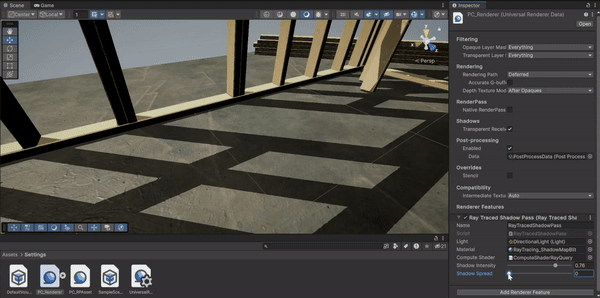 Scene
Game
Center
Local
1
2D
Persp
Inspector
PC_Renderer (Universal Renderer Data)
Open
Filtering
Opaque Layer Mask Everything
Transparent Layer Everything
Rendering
Rendering Path Deferred
Accurate G-buff
Depth Texture Mod After Opaques
RenderPass
Native RenderPass
Shadows
Transparent Receiv
Post-processing
Enabled
Data PostProcessData (Post Process
Overrides
Stencil
Compatibility
Intermediate Textu Auto
Renderer Features
Ray Traced Shadow Pass (Ray Traced Sha
Name RayTracedShadowPass
Script RayTracedShadowPass
Light DirectionalLight (Light)
Material RayTracing_ShadowMapBlit
Compute Shader ComputeShaderRayQuery
Shadow Intensity 0.76
Shadow Spread 0
Add Renderer Feature
Assets > Settings
DefaultVol...
PC_Renderer
PC_RPAsset
SampleSce...
UniversalR...